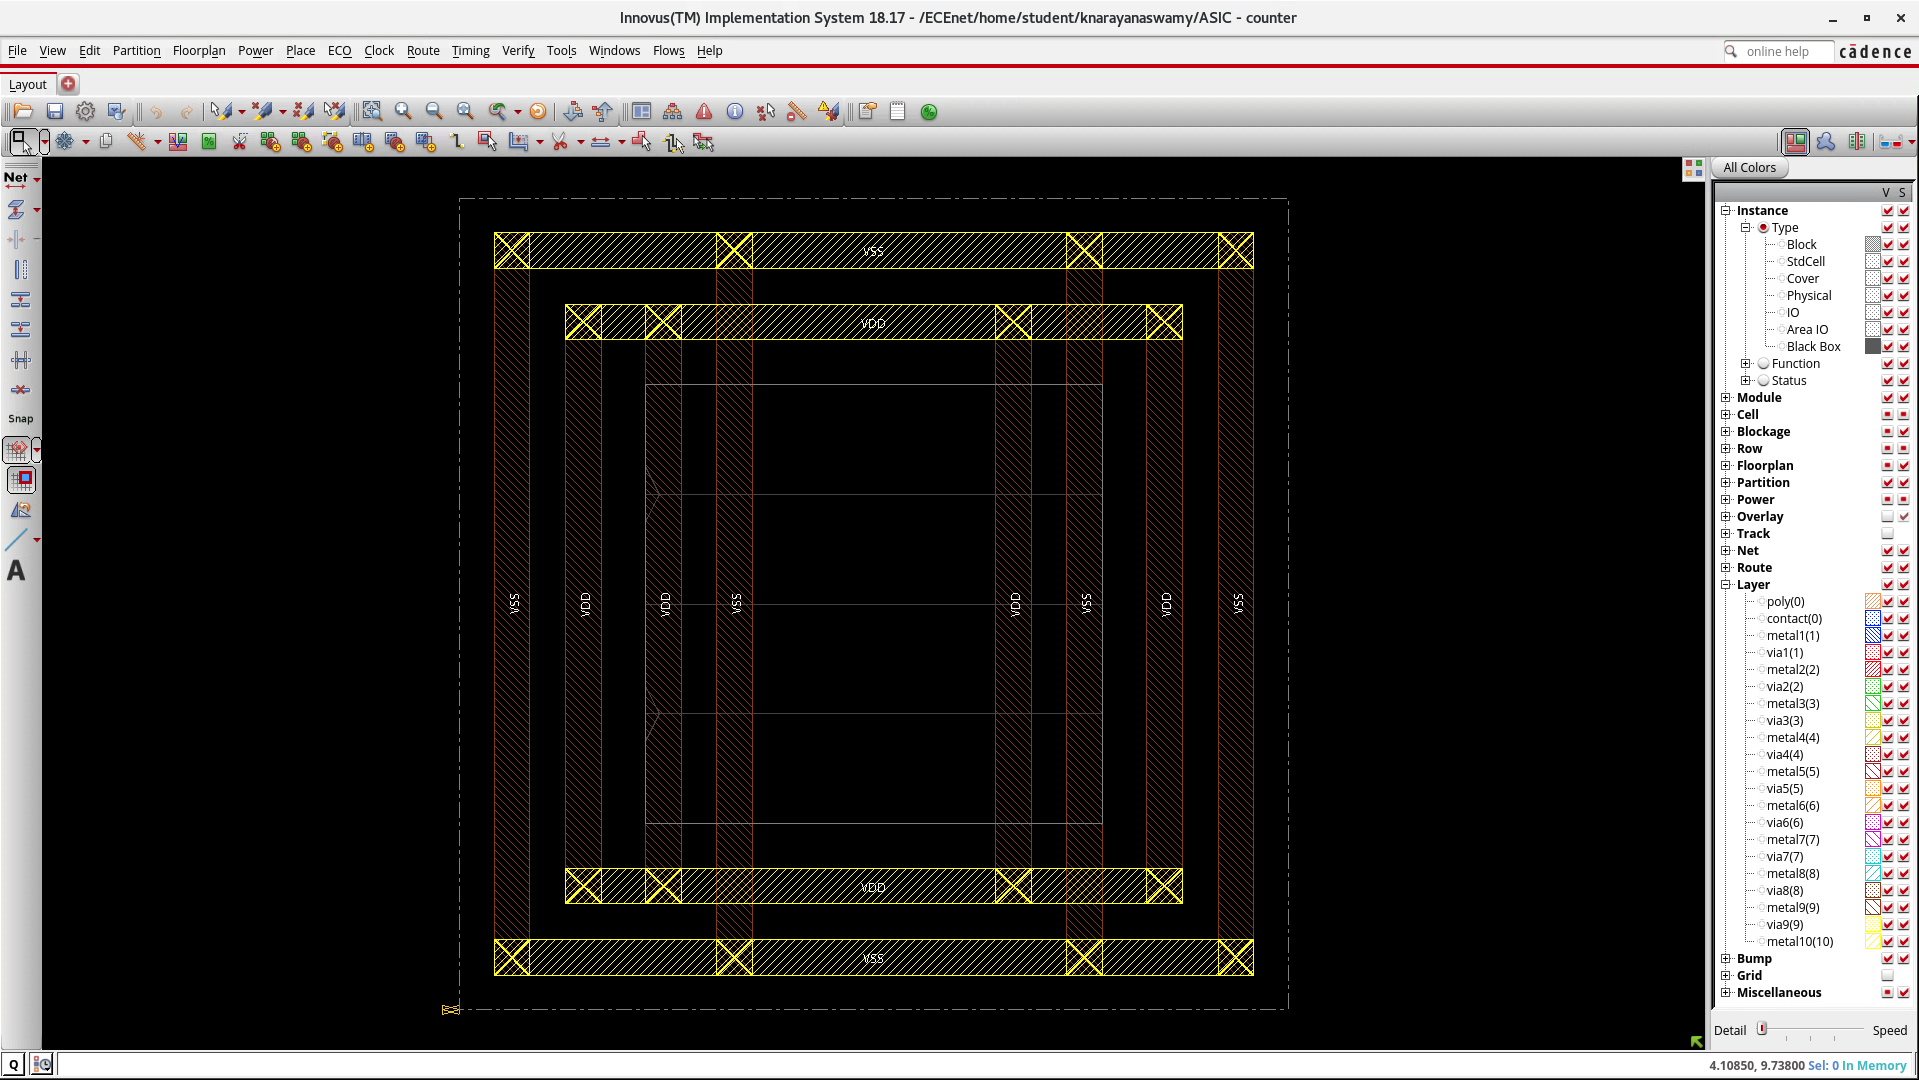 Innovus(TM) Implementation System 18.17 - /ECEnet/home/student/knarayanaswamy/ASIC - counter
File View Edit Partition Floorplan Power Place ECO Clock Route Timing Verify Tools Windows Flows Help
online help
cādence
Layout
Net
Snap
A
VSS
VDD
VSS
VDD
VDD
VSS
VDD
VSS
VDD
VSS
VDD
VSS
All Colors
V S
Instance
Type
Block
StdCell
Cover
Physical
IO
Area IO
Black Box
Function
Status
Module
Cell
Blockage
Row
Floorplan
Partition
Power
Overlay
Track
Net
Route
Layer
poly(0)
contact(0)
metal1(1)
via1(1)
metal2(2)
via2(2)
metal3(3)
via3(3)
metal4(4)
via4(4)
metal5(5)
via5(5)
metal6(6)
via6(6)
metal7(7)
via7(7)
metal8(8)
via8(8)
metal9(9)
via9(9)
metal10(10)
Bump
Grid
Miscellaneous
Detail Speed
Q
4.10850, 9.73800 Sel: 0 In Memory